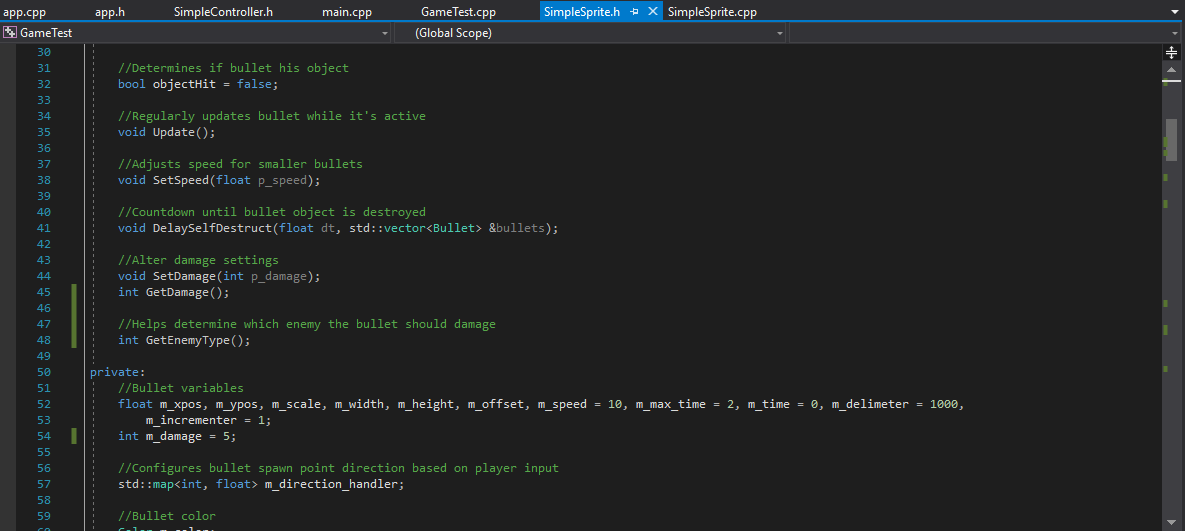 app.cpp app.h SimpleController.h main.cpp GameTest.cpp SimpleSprite.h SimpleSprite.cpp
GameTest (Global Scope)
30
31 //Determines if bullet his object
32 bool objectHit = false;
33
34 //Regularly updates bullet while it's active
35 void Update();
36
37 //Adjusts speed for smaller bullets
38 void SetSpeed(float p_speed);
39
40 //Countdown until bullet object is destroyed
41 void DelaySelfDestruct(float dt, std::vector<Bullet> &bullets);
42
43 //Alter damage settings
44 void SetDamage(int p_damage);
45 int GetDamage();
46
47 //Helps determine which enemy the bullet should damage
48 int GetEnemyType();
49
50 private:
51 //Bullet variables
52 float m_xpos, m_ypos, m_scale, m_width, m_height, m_offset, m_speed = 10, m_max_time = 2, m_time = 0, m_delimeter = 1000,
53 m_incrementer = 1;
54 int m_damage = 5;
55
56 //Configures bullet spawn point direction based on player input
57 std::map<int, float> m_direction_handler;
58
59 //Bullet color